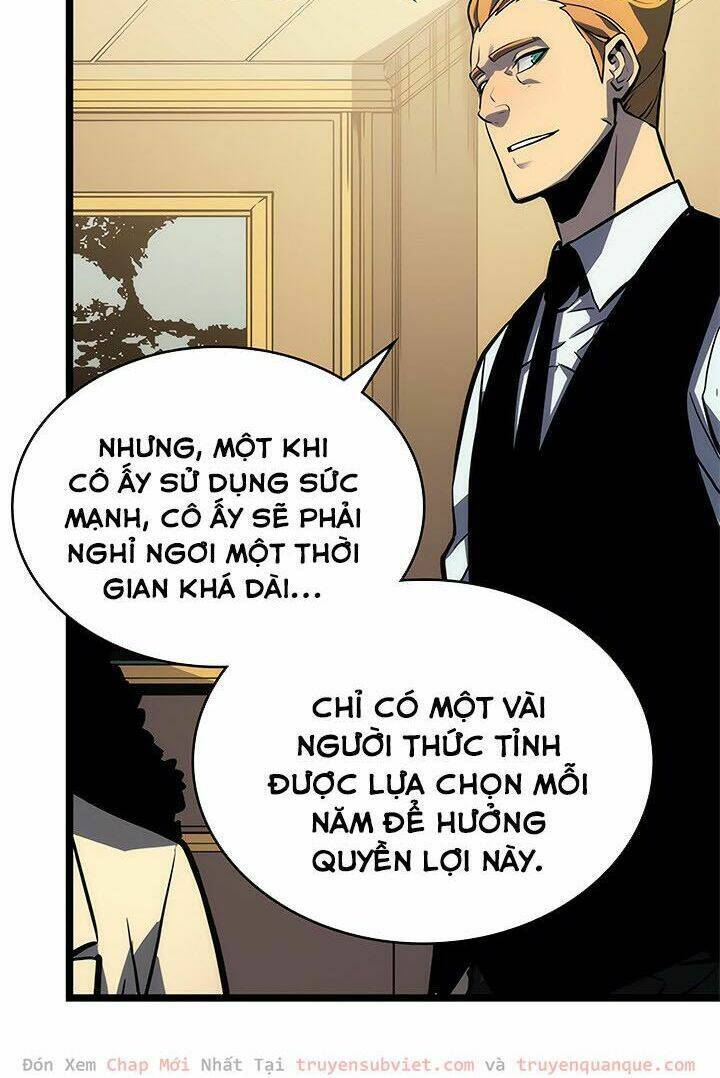 NHƯNG, MỘT KHI
CÔ ẤY SỬ DỤNG SỨC
MẠNH, CÔ ẤY SẼ PHẢI
NGHỈ NGƠI MỘT THỜI
GIAN KHÁ DÀI...
CHỈ CÓ MỘT VÀI
NGƯỜI THỨC TỈNH
ĐƯỢC LỰA CHỌN MỖI
NĂM ĐỂ HƯỞNG
QUYỀN LỢI NÀY.
Đón Xem Chap Mới Nhất Tại truyensubviet.com và truyenquanque.com